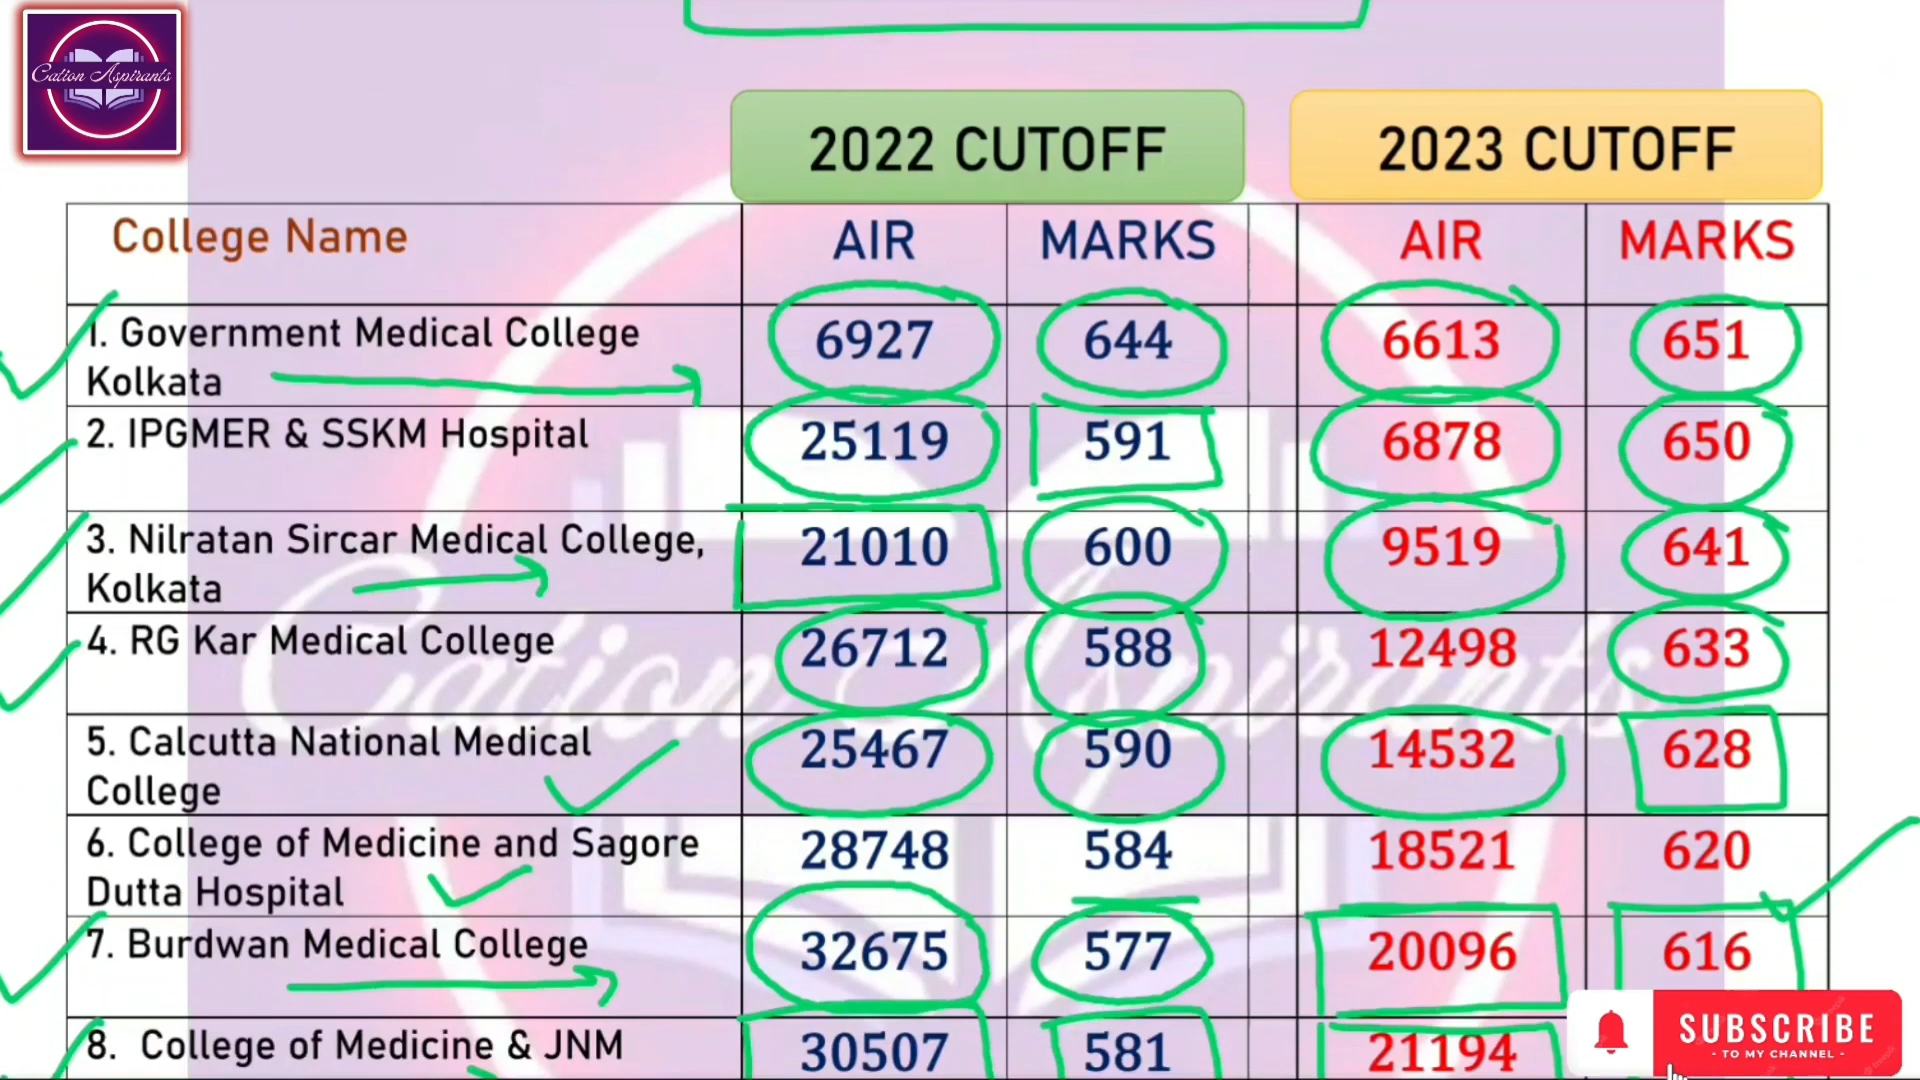 Cation Aspirants
2022 CUTOFF 2023 CUTOFF
College Name AIR MARKS AIR MARKS
1. Government Medical College
Kolkata 6927 644 6613 651
2. IPGMER & SSKM Hospital 25119 591 6878 650
3. Nilratan Sircar Medical College,
Kolkata 21010 600 9519 641
4. RG Kar Medical College 26712 588 12498 633
5. Calcutta National Medical
College 25467 590 14532 628
6. College of Medicine and Sagore
Dutta Hospital 28748 584 18521 620
7. Burdwan Medical College 32675 577 20096 616
8. College of Medicine & JNM 30507 581 21194
Cation Aspirants
SUBSCRIBE
- TO MY CHANNEL -